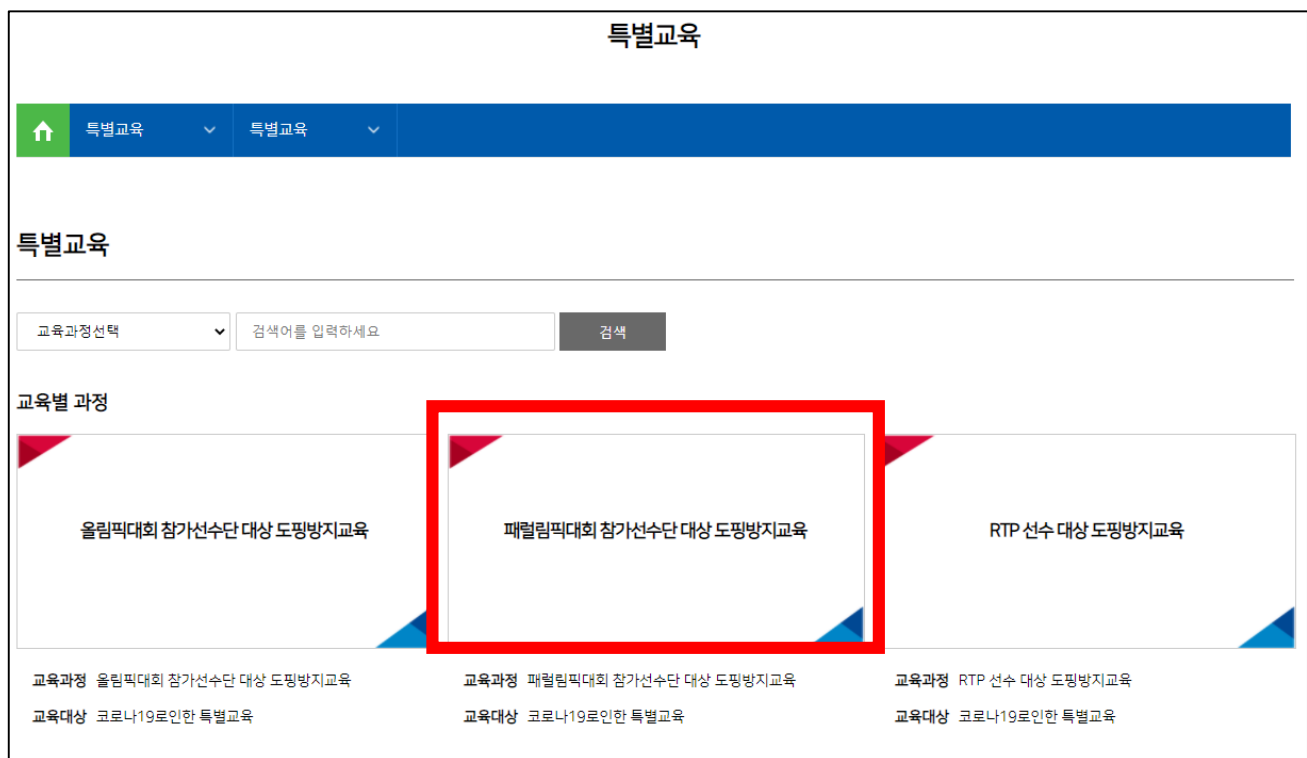 특별교육
특별교육 특별교육
특별교육
교육과정선택 검색어를 입력하세요 검색
교육별 과정
올림픽대회 참가선수단 대상 도핑방지교육 패럴림픽대회 참가선수단 대상 도핑방지교육 RTP 선수 대상 도핑방지교육
교육과정 올림픽대회 참가선수단 대상 도핑방지교육 교육과정 패럴림픽대회 참가선수단 대상 도핑방지교육 교육과정 RTP 선수 대상 도핑방지교육
교육대상 코로나19로인한 특별교육 교육대상 코로나19로인한 특별교육 교육대상 코로나19로인한 특별교육